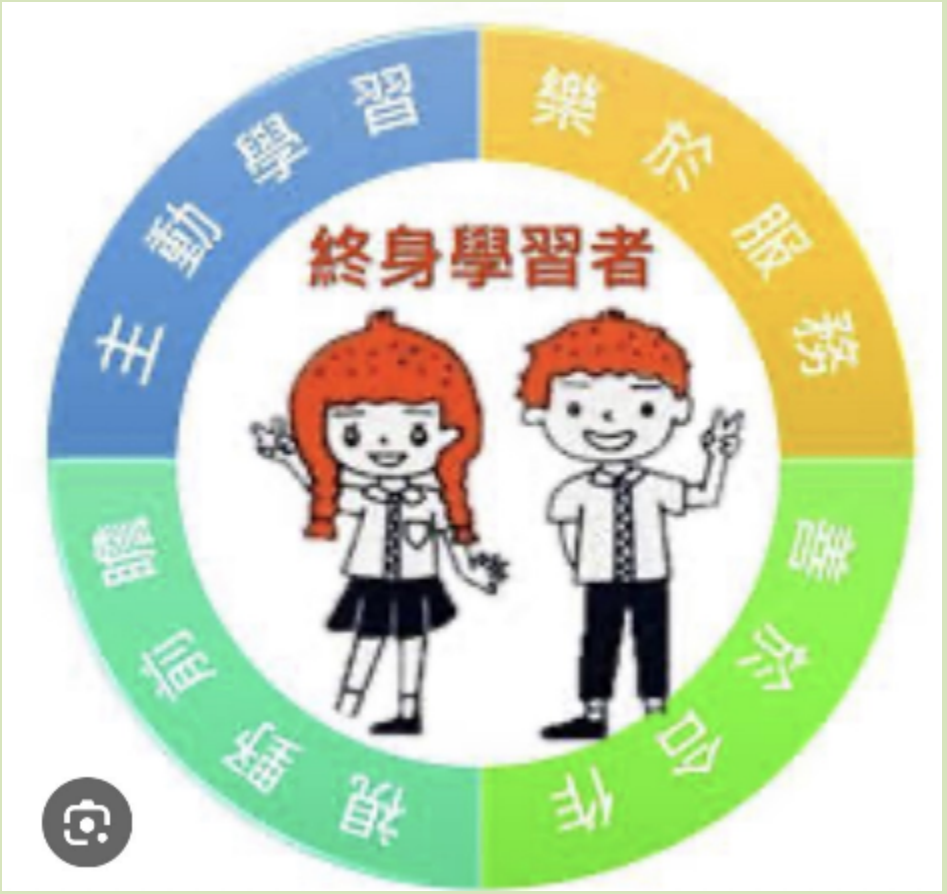 終身學習者
主動學習
樂於服務
善於合作
瞻前視野